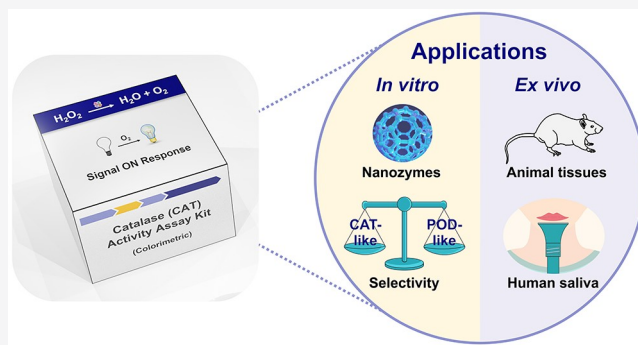 H₂O₂ → H₂O + O₂
O₂
Signal ON Response
Catalase (CAT)
Activity Assay Kit
(Colorimetric)
Applications
In vitro
Ex vivo
Nanozymes
Animal tissues
CAT-
like
POD-
like
Selectivity
Human saliva